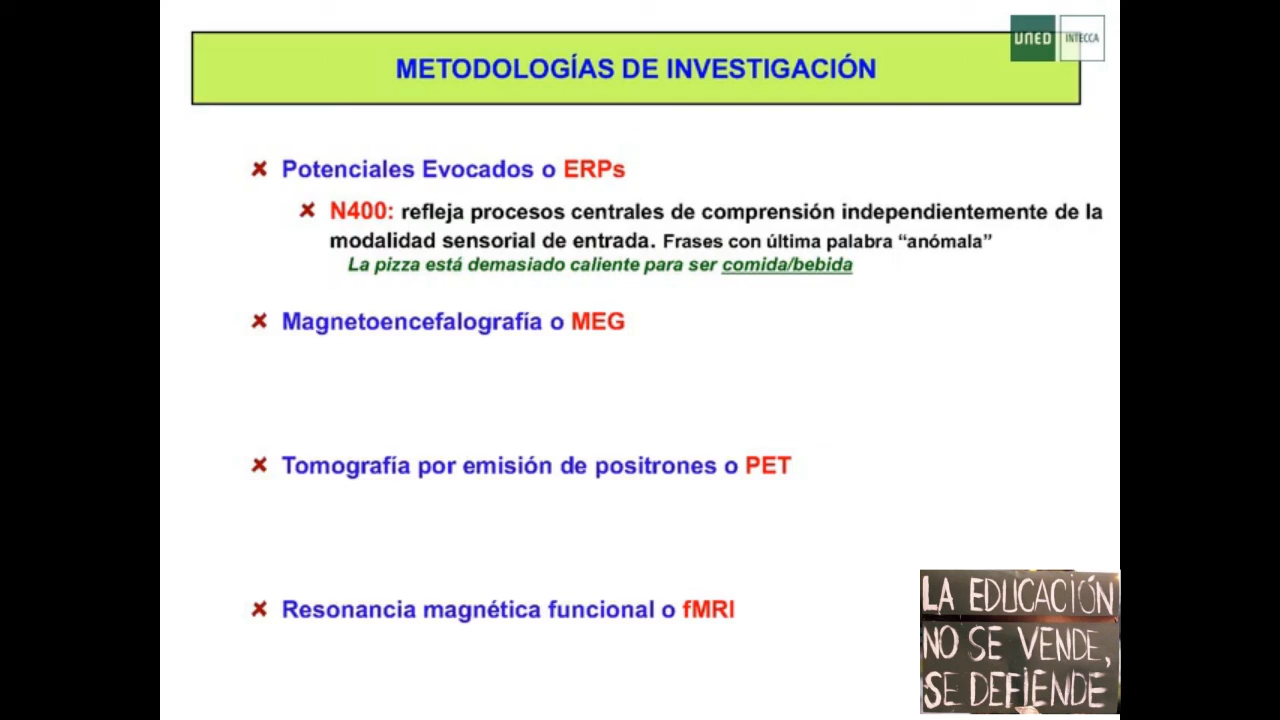 UNED INTECCA
METODOLOGÍAS DE INVESTIGACIÓN
Potenciales Evocados o ERPs
N400: refleja procesos centrales de comprensión independientemente de la
modalidad sensorial de entrada. Frases con última palabra “anómala”
La pizza está demasiado caliente para ser comida/bebida
Magnetoencefalografía o MEG
Tomografía por emisión de positrones o PET
Resonancia magnética funcional o fMRI
LA EDUCACIÓN
NO SE VENDE,
SE DEFIENDE